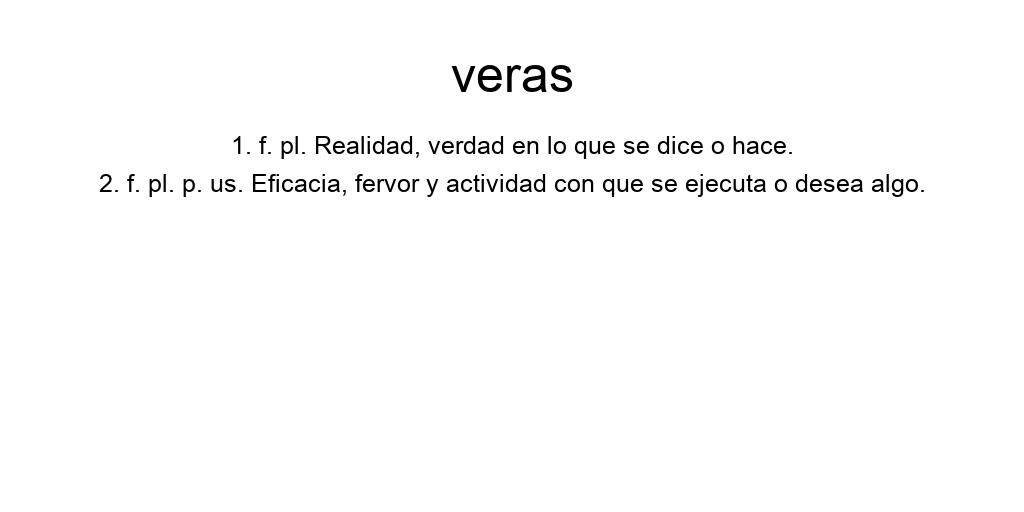 veras
1. f. pl. Realidad, verdad en lo que se dice o hace.
2. f. pl. p. us. Eficacia, fervor y actividad con que se ejecuta o desea algo.